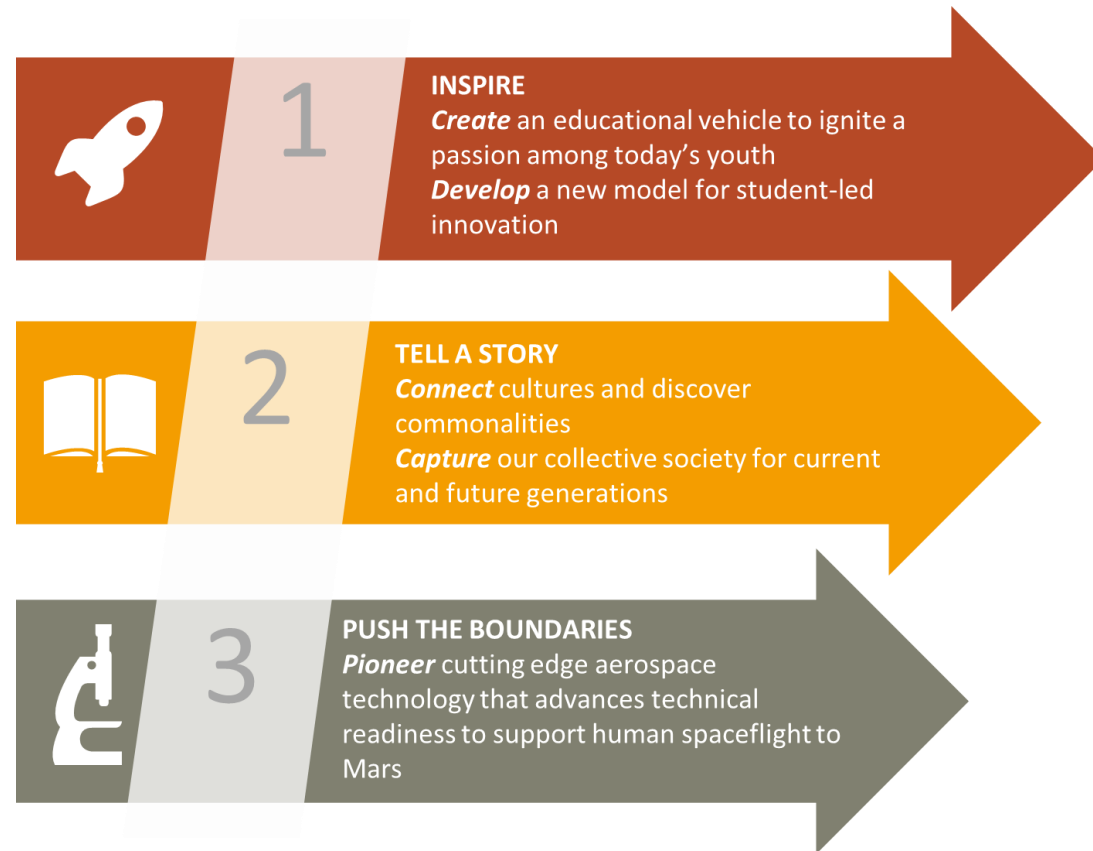 1
INSPIRE
Create an educational vehicle to ignite a
passion among today's youth
Develop a new model for student-led
innovation
2
TELL A STORY
Connect cultures and discover
commonalities
Capture our collective society for current
and future generations
3
PUSH THE BOUNDARIES
Pioneer cutting edge aerospace
technology that advances technical
readiness to support human spaceflight to
Mars